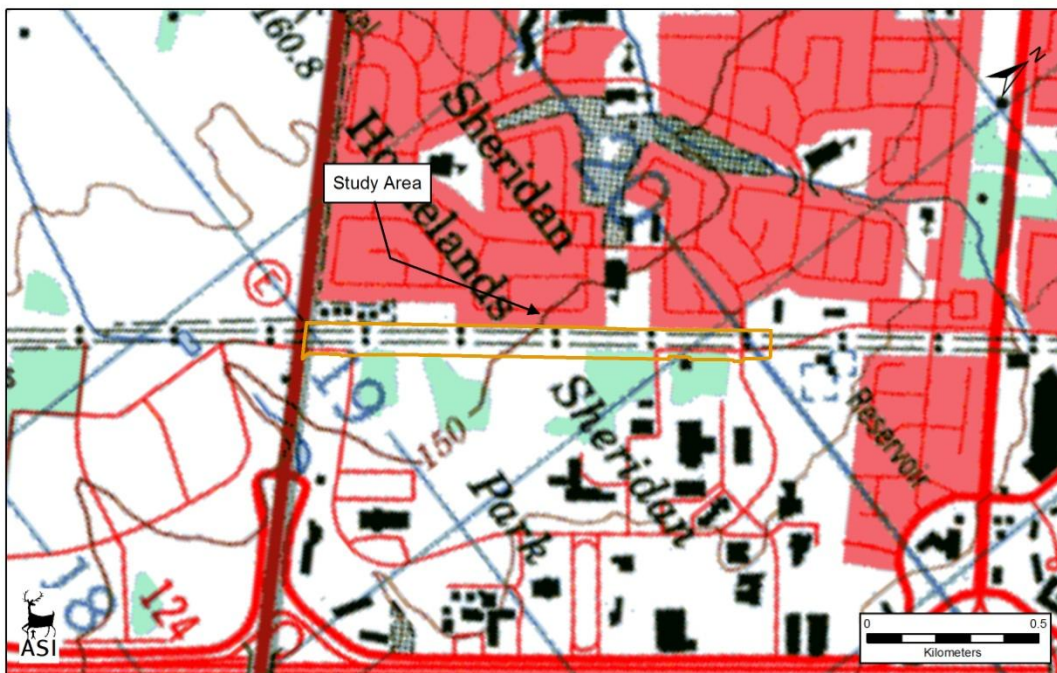 160.8
Sheridan
Homelands
Study Area
E
19
150
Sheridan
Park
Reservoir
18
124
N
ASI
0 0.5
Kilometers